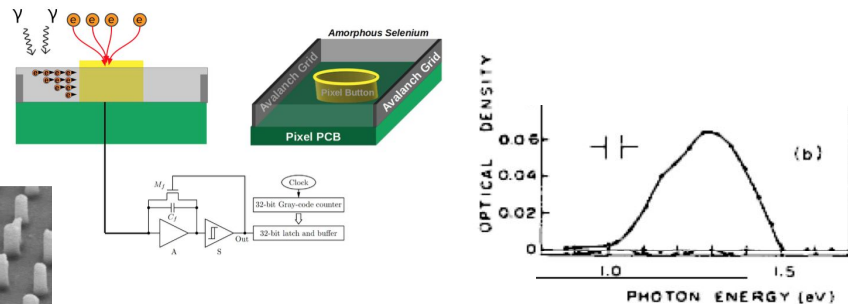 γ γ e e e e
Amorphous Selenium
Avalanch Grid
Pixel Button
Avalanch Grid
Pixel PCB
M_f
C_f
A
S
Out
Clock
32-bit Gray-code counter
32-bit latch and buffer
OPTICAL DENSITY
0.06
0.04
0.02
0
(b)
1.0
1.5
PHOTON ENERGY (eV)